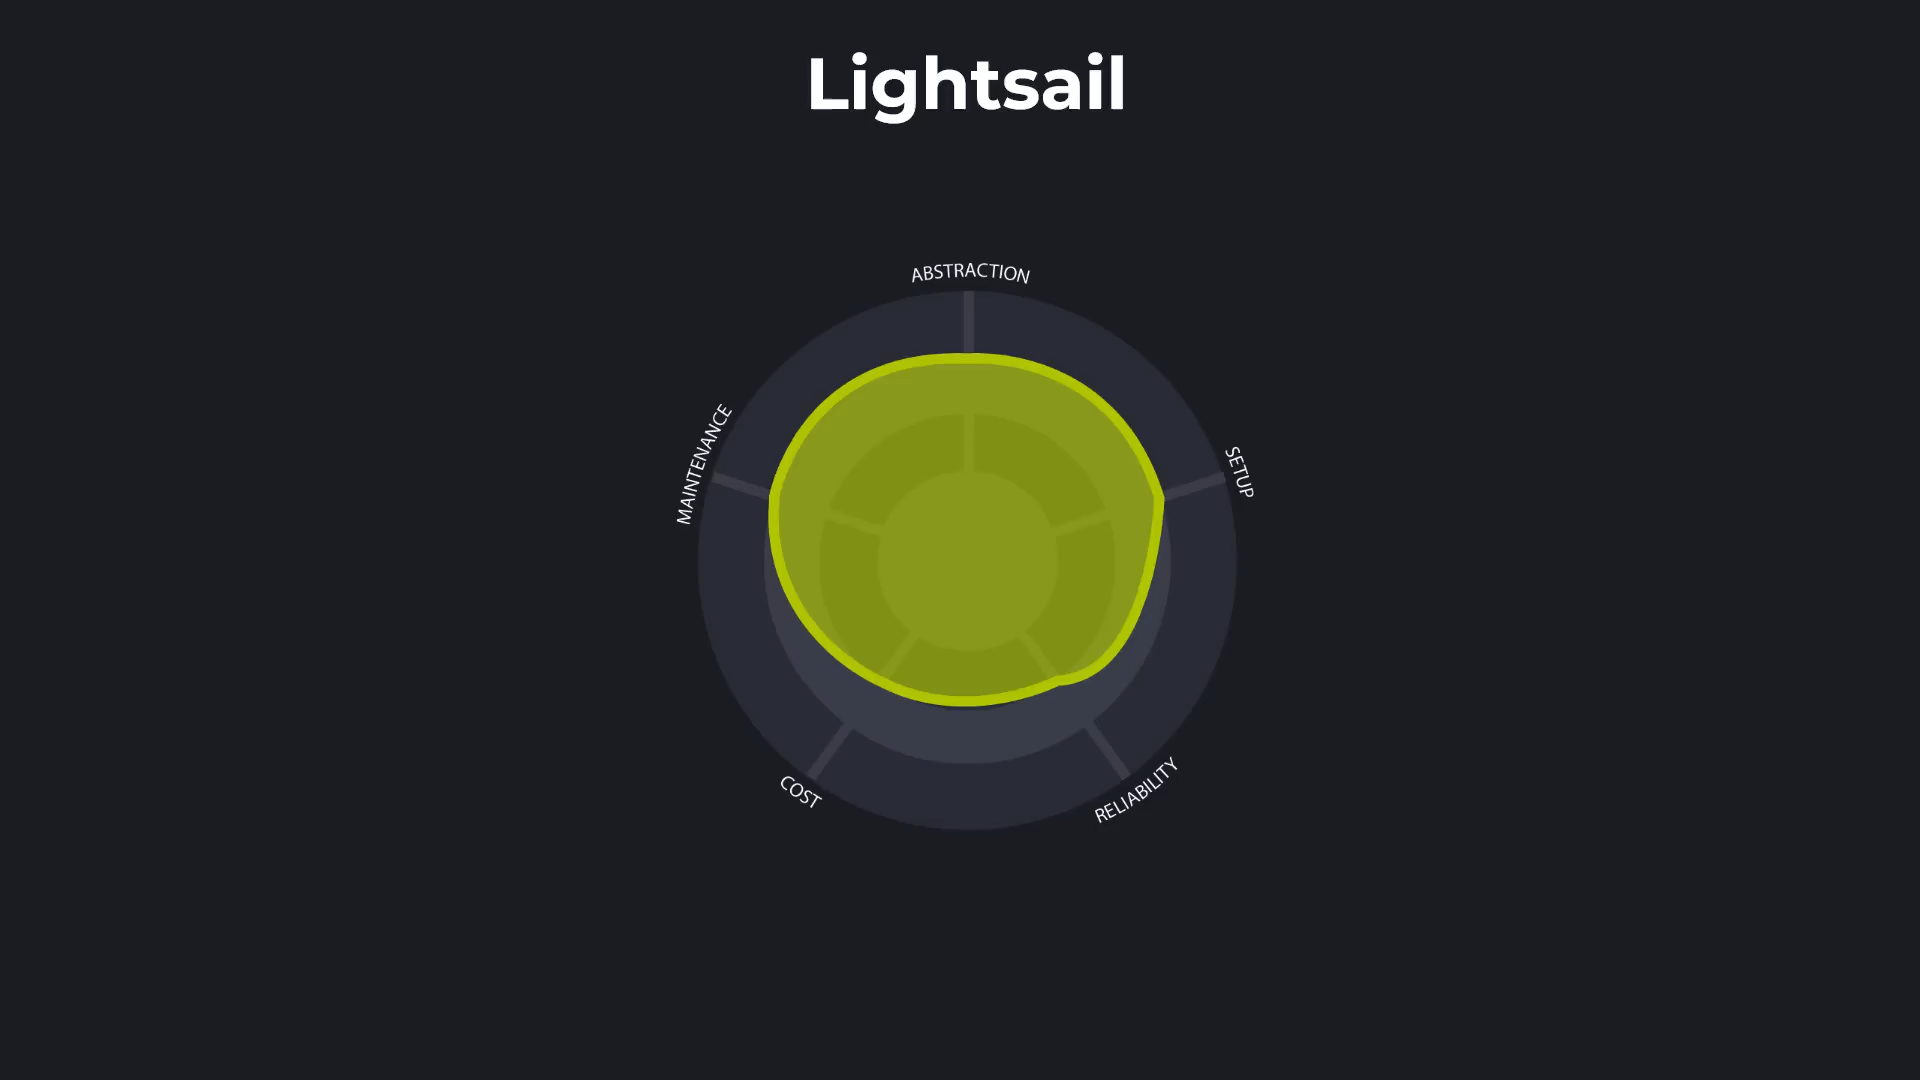 Lightsail
ABSTRACTION
MAINTENANCE
SETUP
COST
RELIABILITY